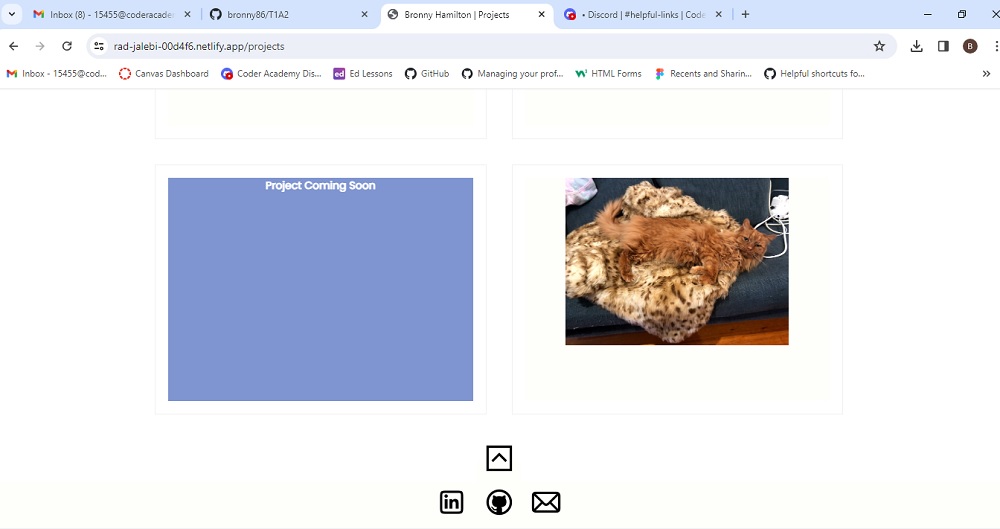 Inbox (8) - 15455@coderacade
bronny86/T1A2
Bronny Hamilton | Projects
• Discord | #helpful-links | Code
rad-jalebi-00d4f6.netlify.app/projects
B
Inbox - 15455@cod...
Canvas Dashboard
Coder Academy Dis...
ed
Ed Lessons
GitHub
Managing your prof...
HTML Forms
Recents and Sharin...
Helpful shortcuts fo...
Project Coming Soon
in